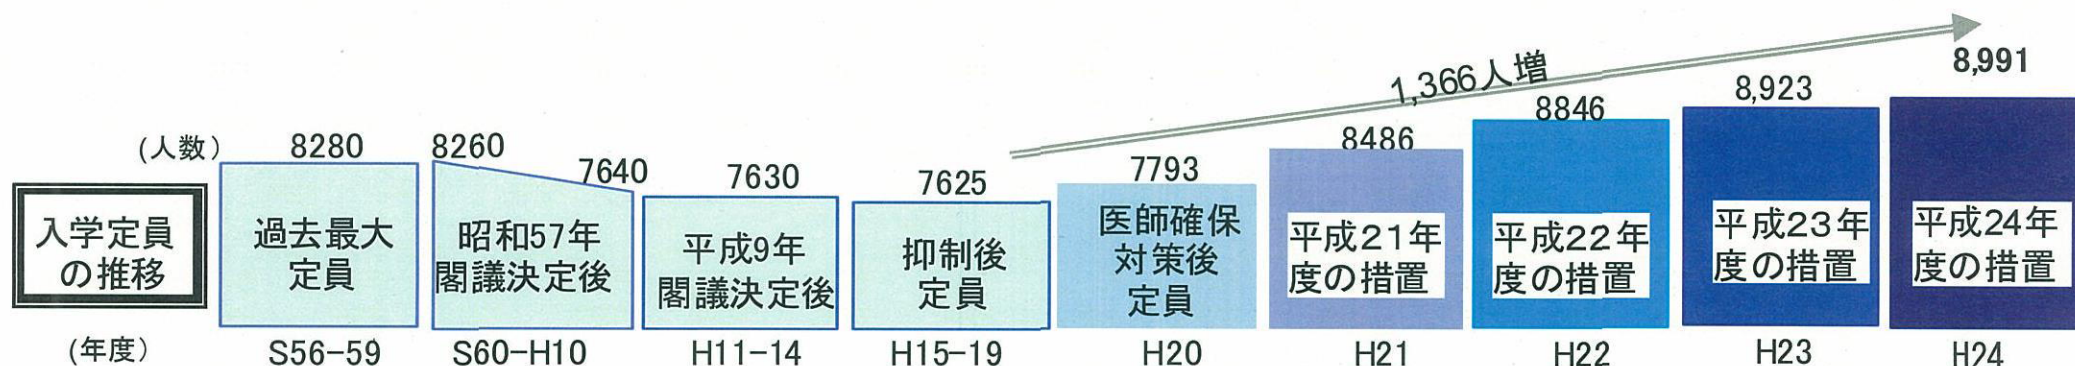 1,366人増
8,991
8,923
8846
8486
(人数)
8280
8260
7640
7630
7625
7793
入学定員
の推移
過去最大
定員
昭和57年
閣議決定後
平成9年
閣議決定後
抑制後
定員
医師確保
対策後
定員
平成21年
度の措置
平成22年
度の措置
平成23年
度の措置
平成24年
度の措置
(年度)
S56-59
S60-H10
H11-14
H15-19
H20
H21
H22
H23
H24